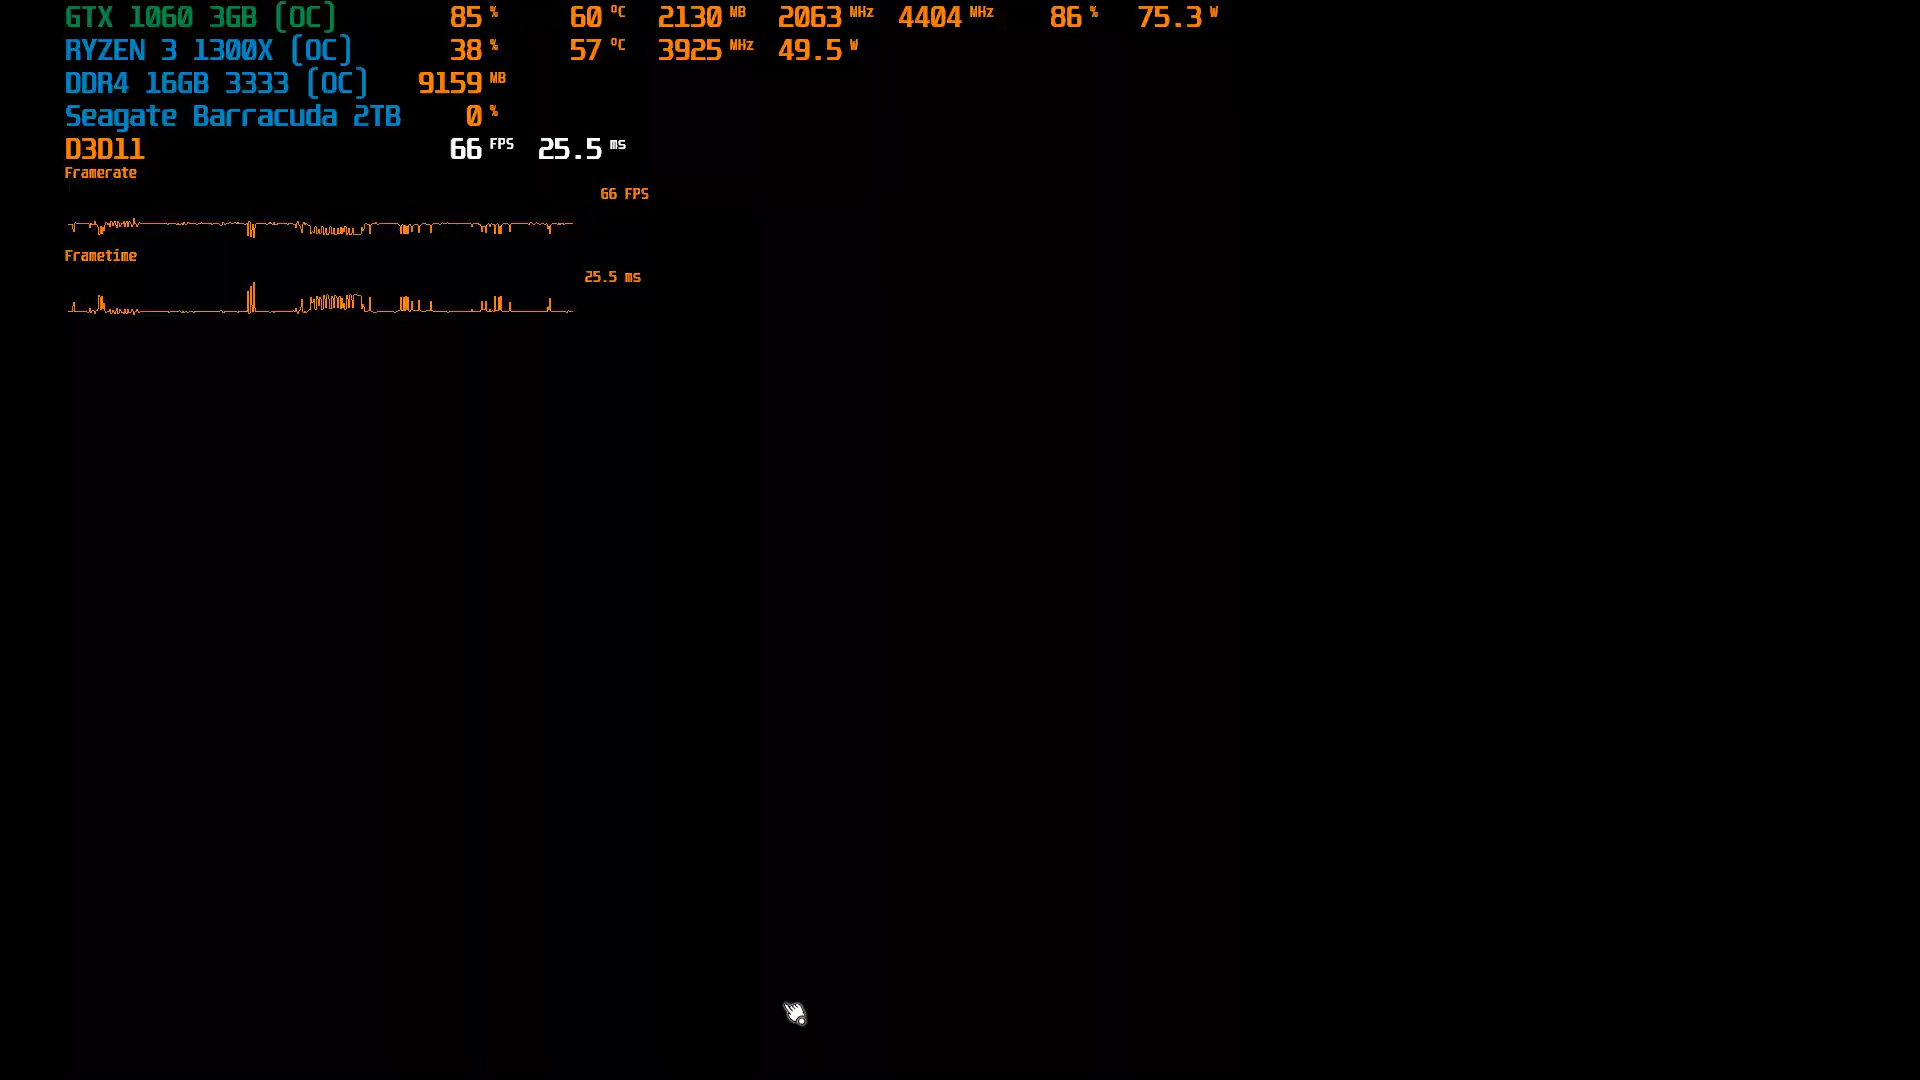 GTX 1060 3GB (OC) 85 % 60 °C 2130 MB 2063 MHz 4404 MHz 86 % 75.3 W
RYZEN 3 1300X (OC) 38 % 57 °C 3925 MHz 49.5 W
DDR4 16GB 3333 (OC) 9159 MB
Seagate Barracuda 2TB 0 %
D3D11 66 FPS 25.5 ms
Framerate
66 FPS
Frametime
25.5 ms